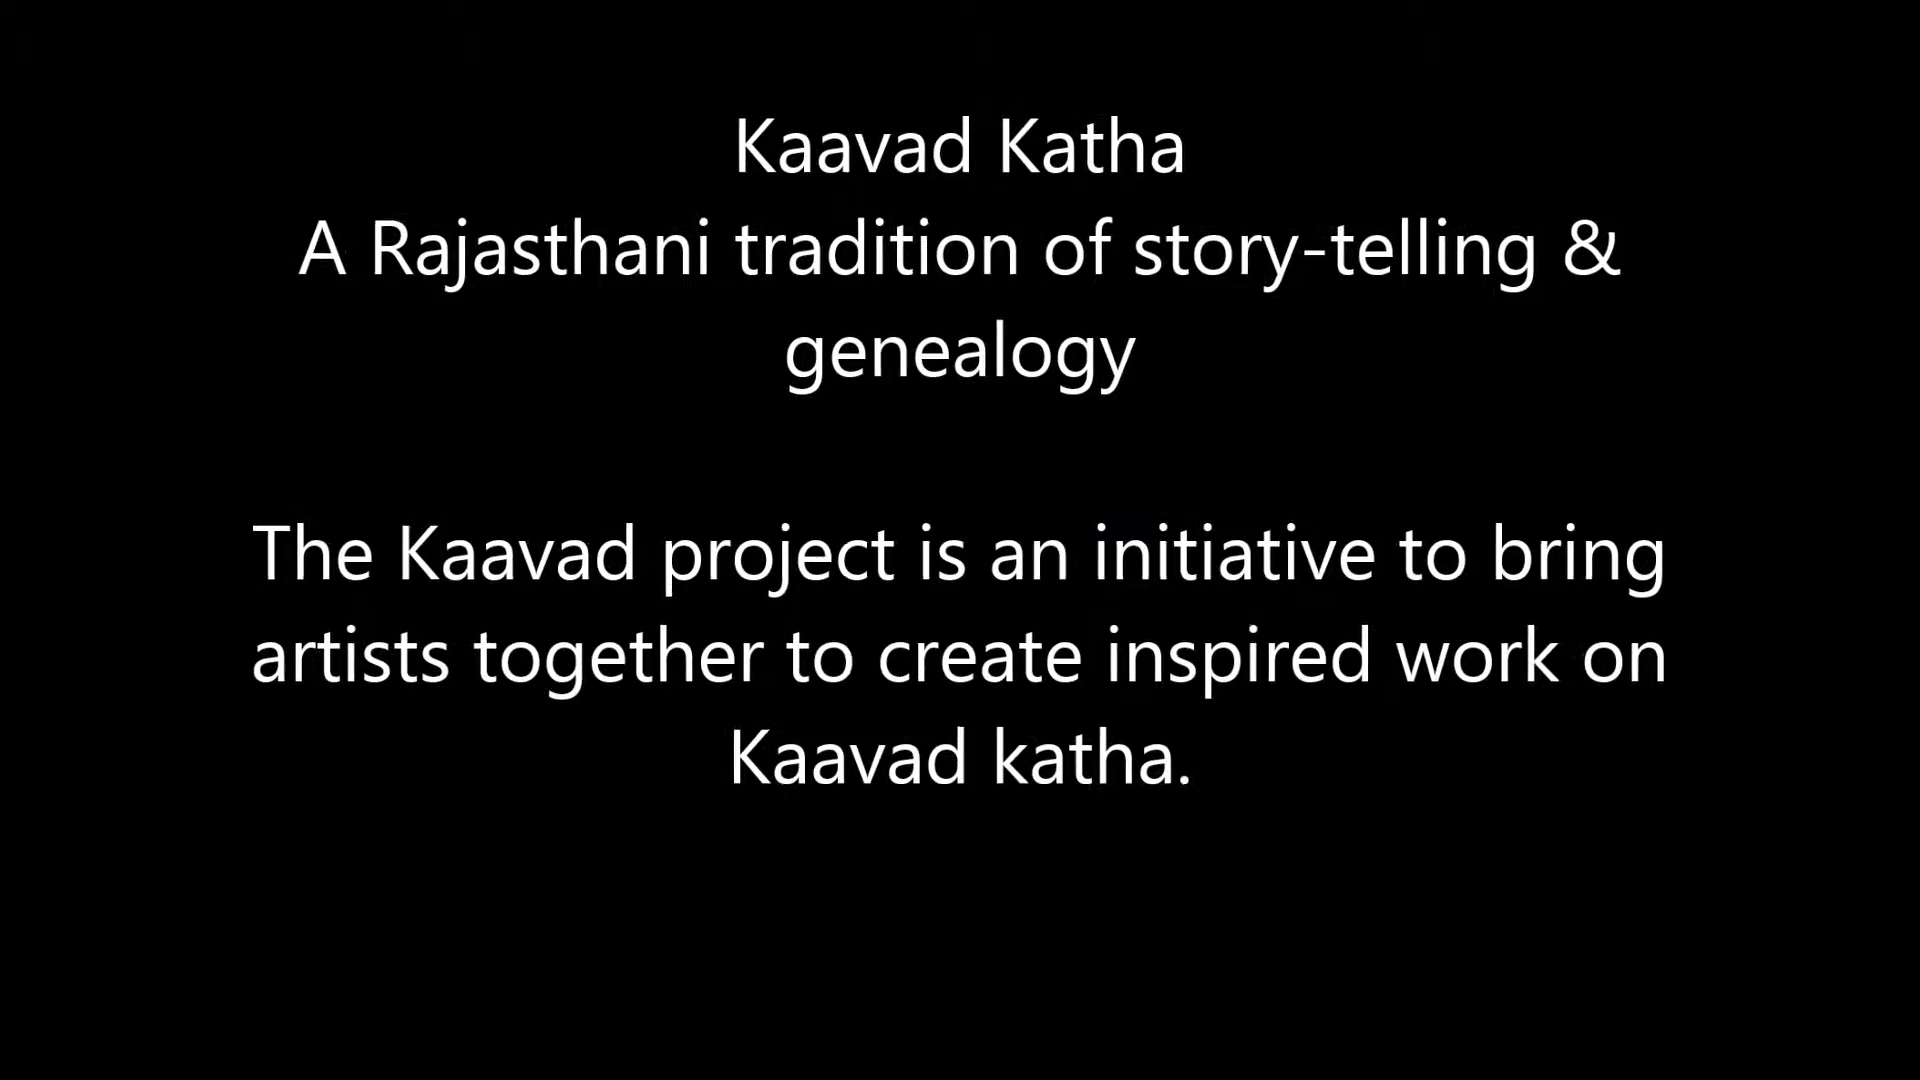 Kaavad Katha
A Rajasthani tradition of story-telling &
genealogy
The Kaavad project is an initiative to bring
artists together to create inspired work on
Kaavad katha.